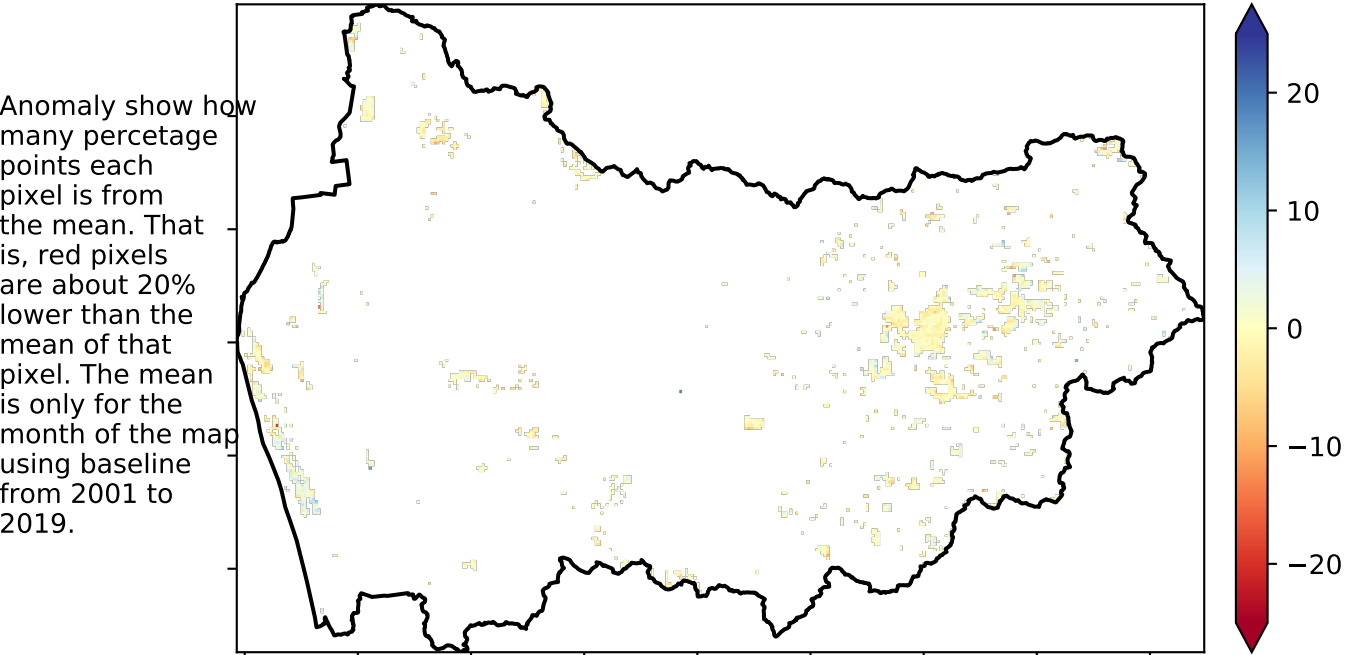 Anomaly show how
many percetage
points each
pixel is from
the mean. That
is, red pixels
are about 20%
lower than the
mean of that
pixel. The mean
is only for the
month of the map
using baseline
from 2001 to
2019.
20
10
0
−10
−20